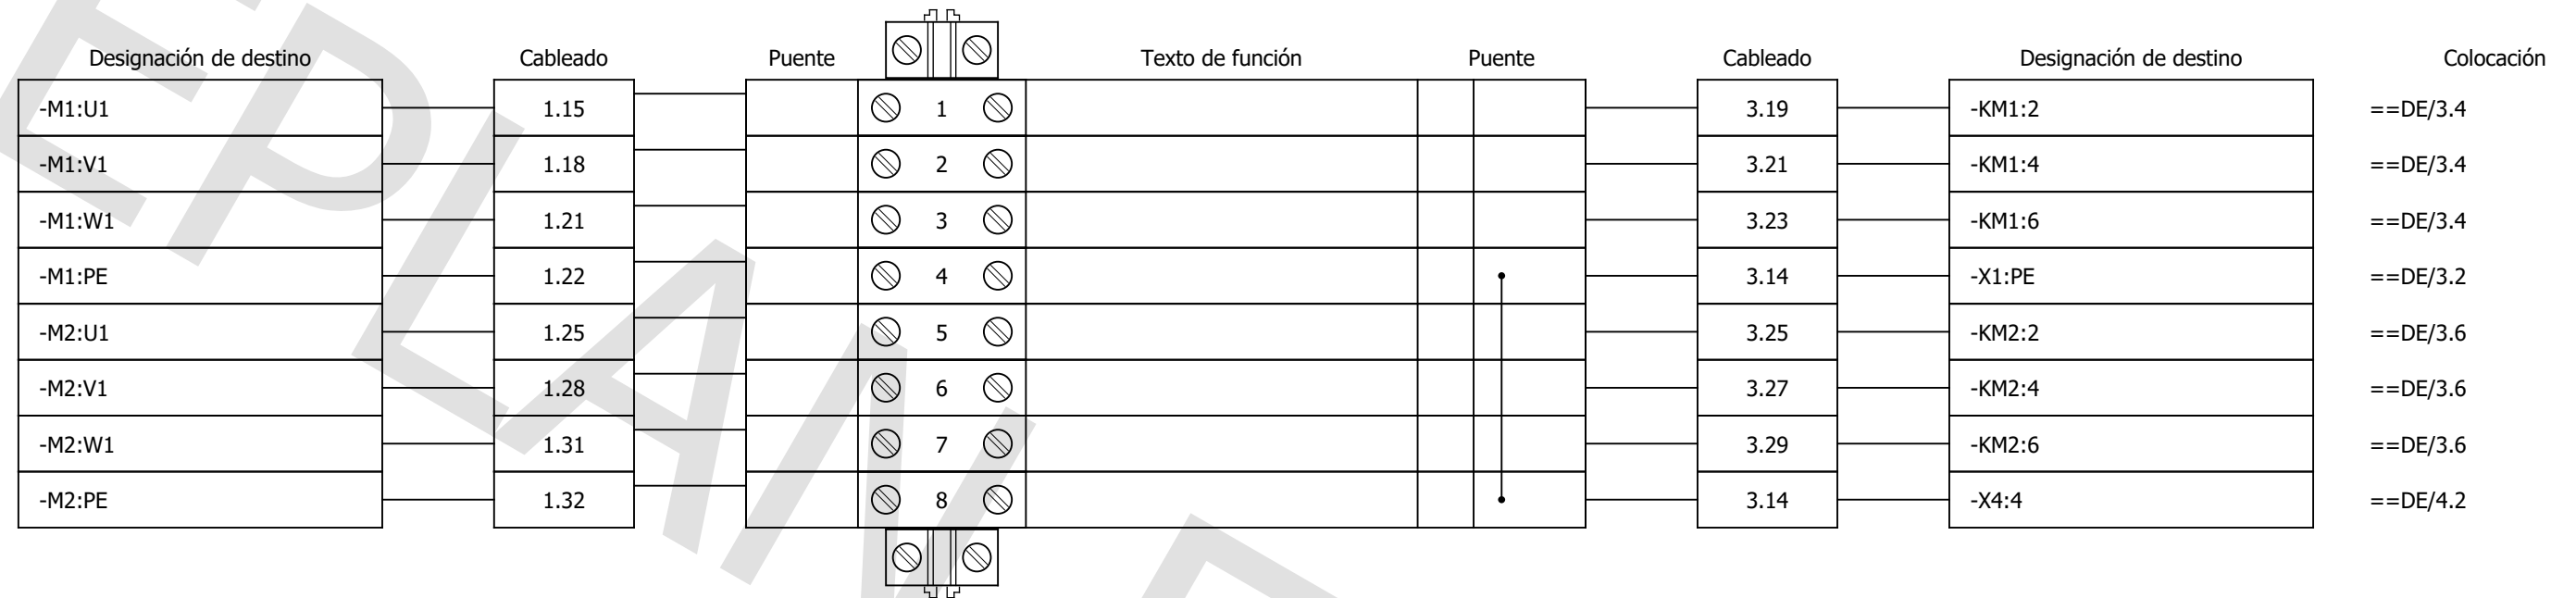 Designación de destino Cableado Puente Texto de función Puente Cableado Designación de destino Colocación
-M1:U1 1.15 1 3.19 -KM1:2 ==DE/3.4
-M1:V1 1.18 2 3.21 -KM1:4 ==DE/3.4
-M1:W1 1.21 3 3.23 -KM1:6 ==DE/3.4
-M1:PE 1.22 4 3.14 -X1:PE ==DE/3.2
-M2:U1 1.25 5 3.25 -KM2:2 ==DE/3.6
-M2:V1 1.28 6 3.27 -KM2:4 ==DE/3.6
-M2:W1 1.31 7 3.29 -KM2:6 ==DE/3.6
-M2:PE 1.32 8 3.14 -X4:4 ==DE/4.2
EPLAN